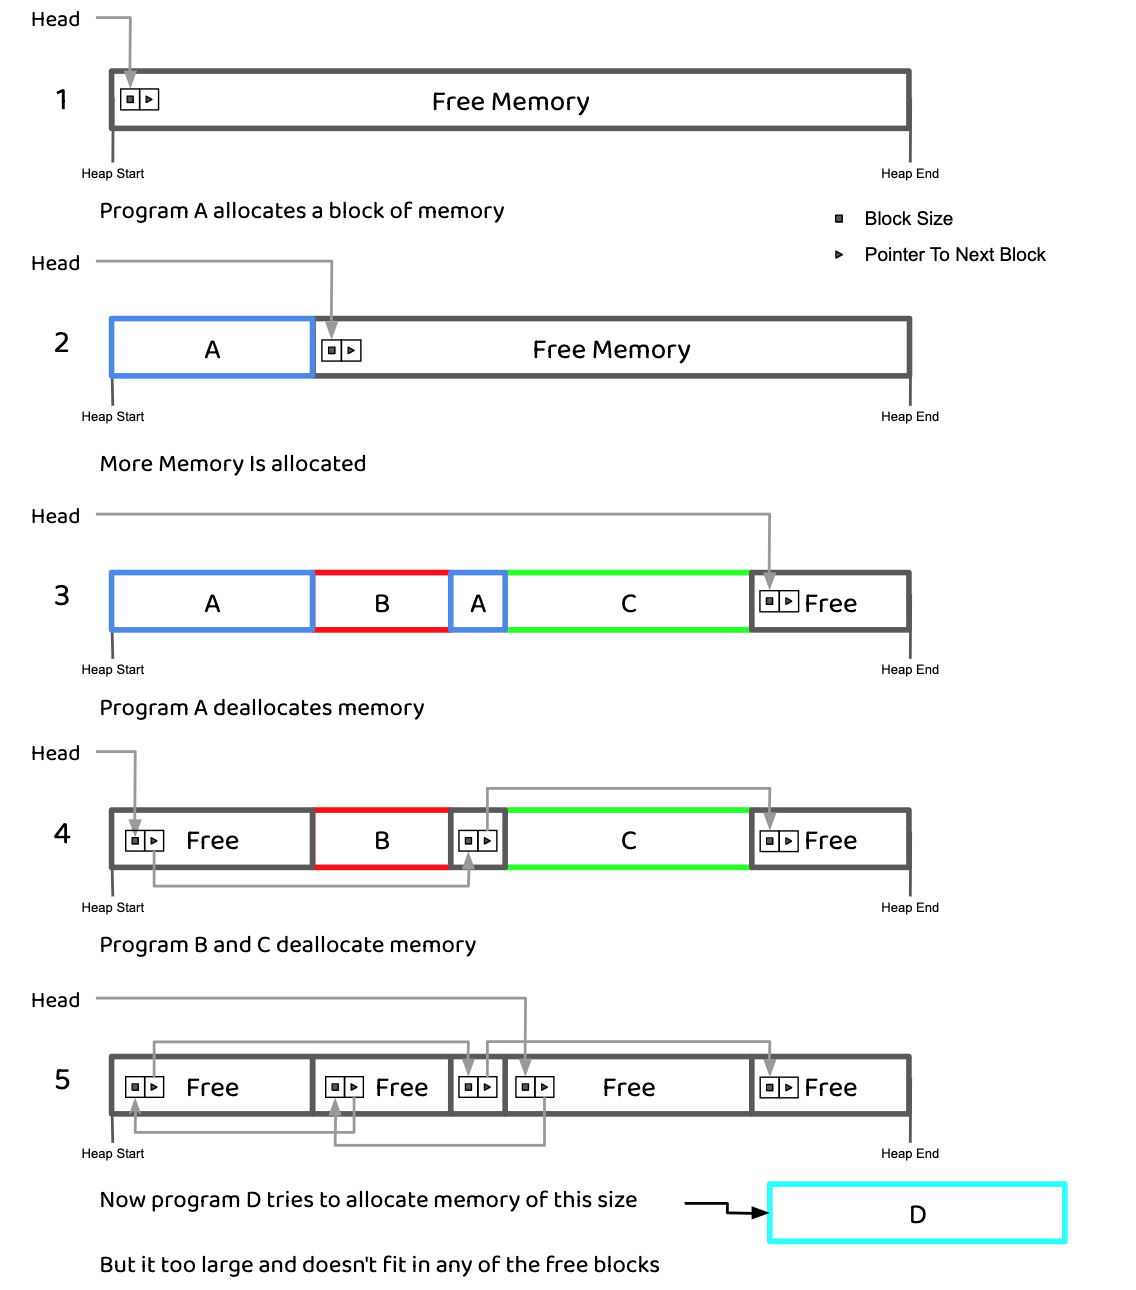 Head
1
Free Memory
Heap Start
Heap End
Program A allocates a block of memory
Block Size
Pointer To Next Block
Head
2
A
Free Memory
Heap Start
Heap End
More Memory Is allocated
Head
3
A
B
A
C
Free
Heap Start
Heap End
Program A deallocates memory
Head
4
Free
B
C
Free
Heap Start
Heap End
Program B and C deallocate memory
Head
5
Free
Free
Free
Free
Heap Start
Heap End
Now program D tries to allocate memory of this size
D
But it too large and doesn't fit in any of the free blocks